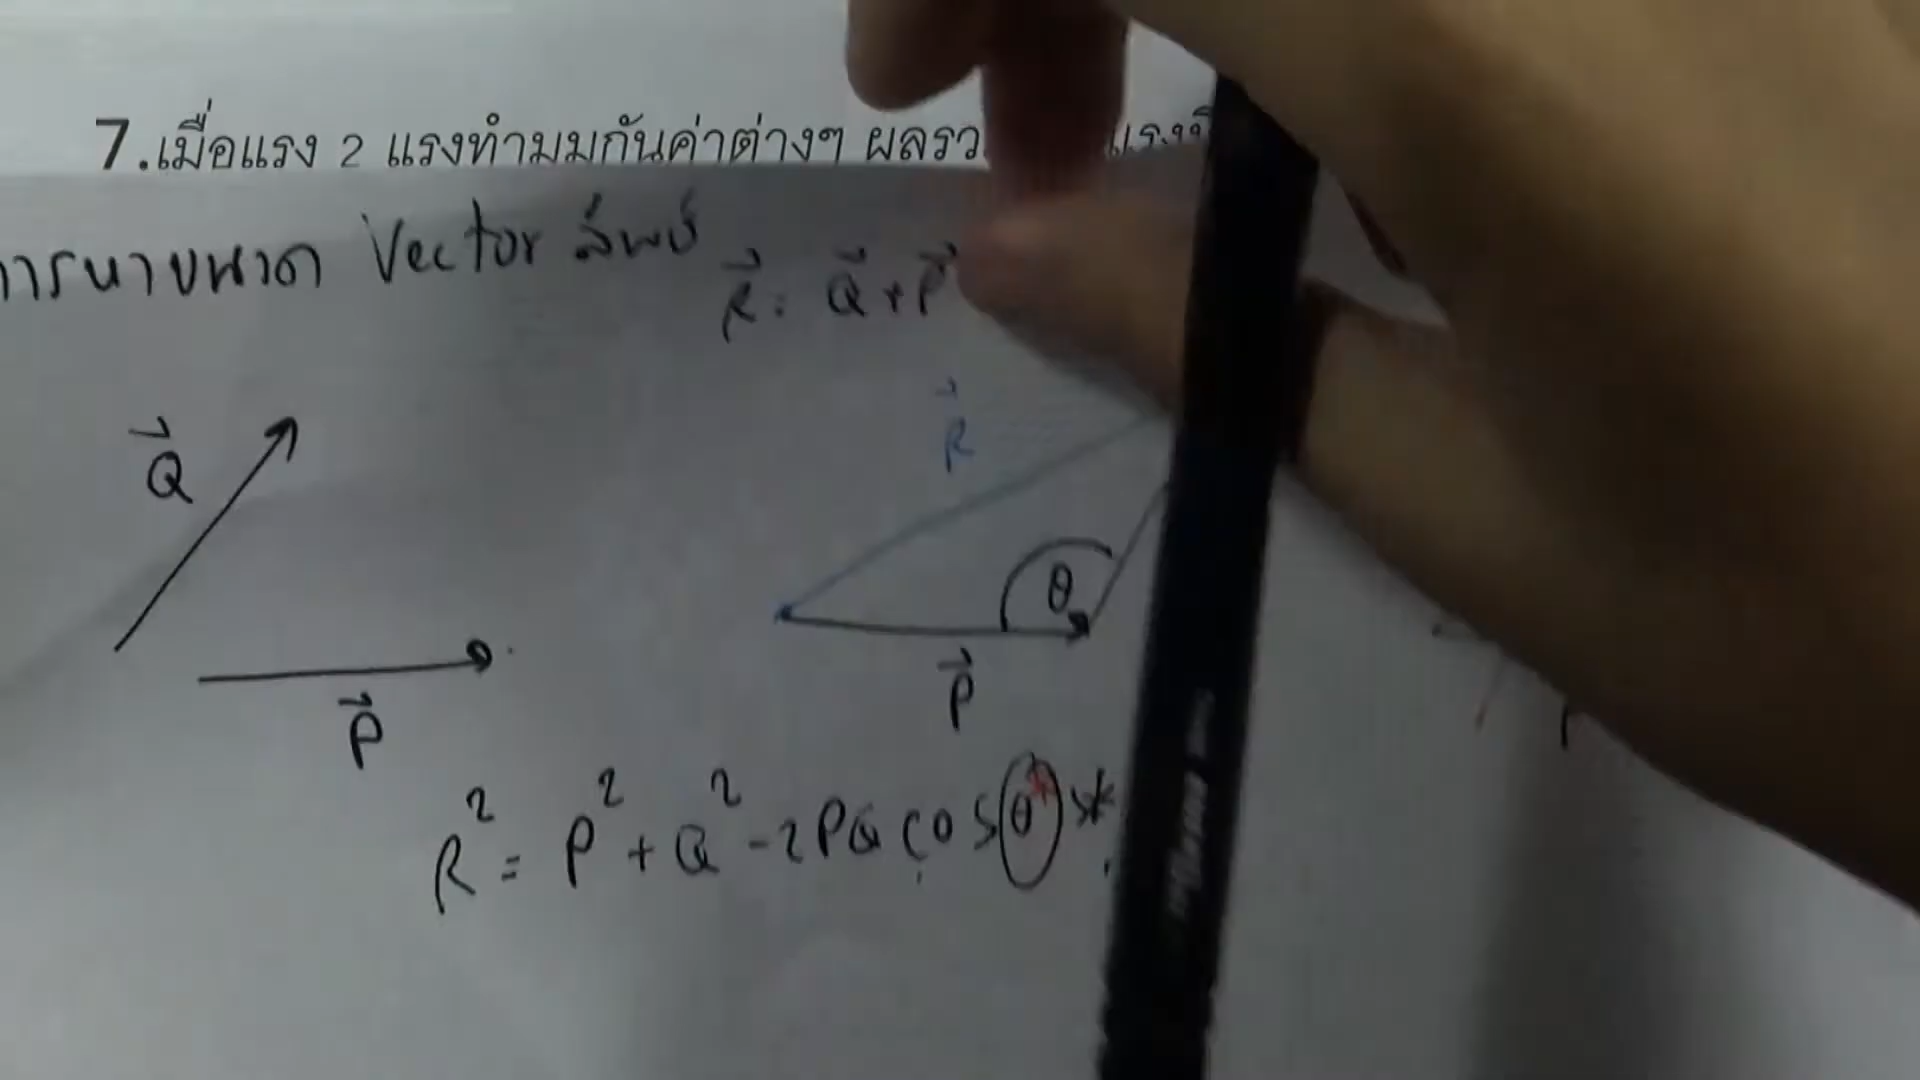 7.เมื่อแรง 2 แรงทำมุมกันค่าต่างๆ ผลรว
การหาขนาด Vector ลัพธ์
R⃗ = Q⃗ + P⃗
Q⃗
P⃗
R⃗
θ
P⃗
R² = P² + Q² - 2PQ cos θ * *